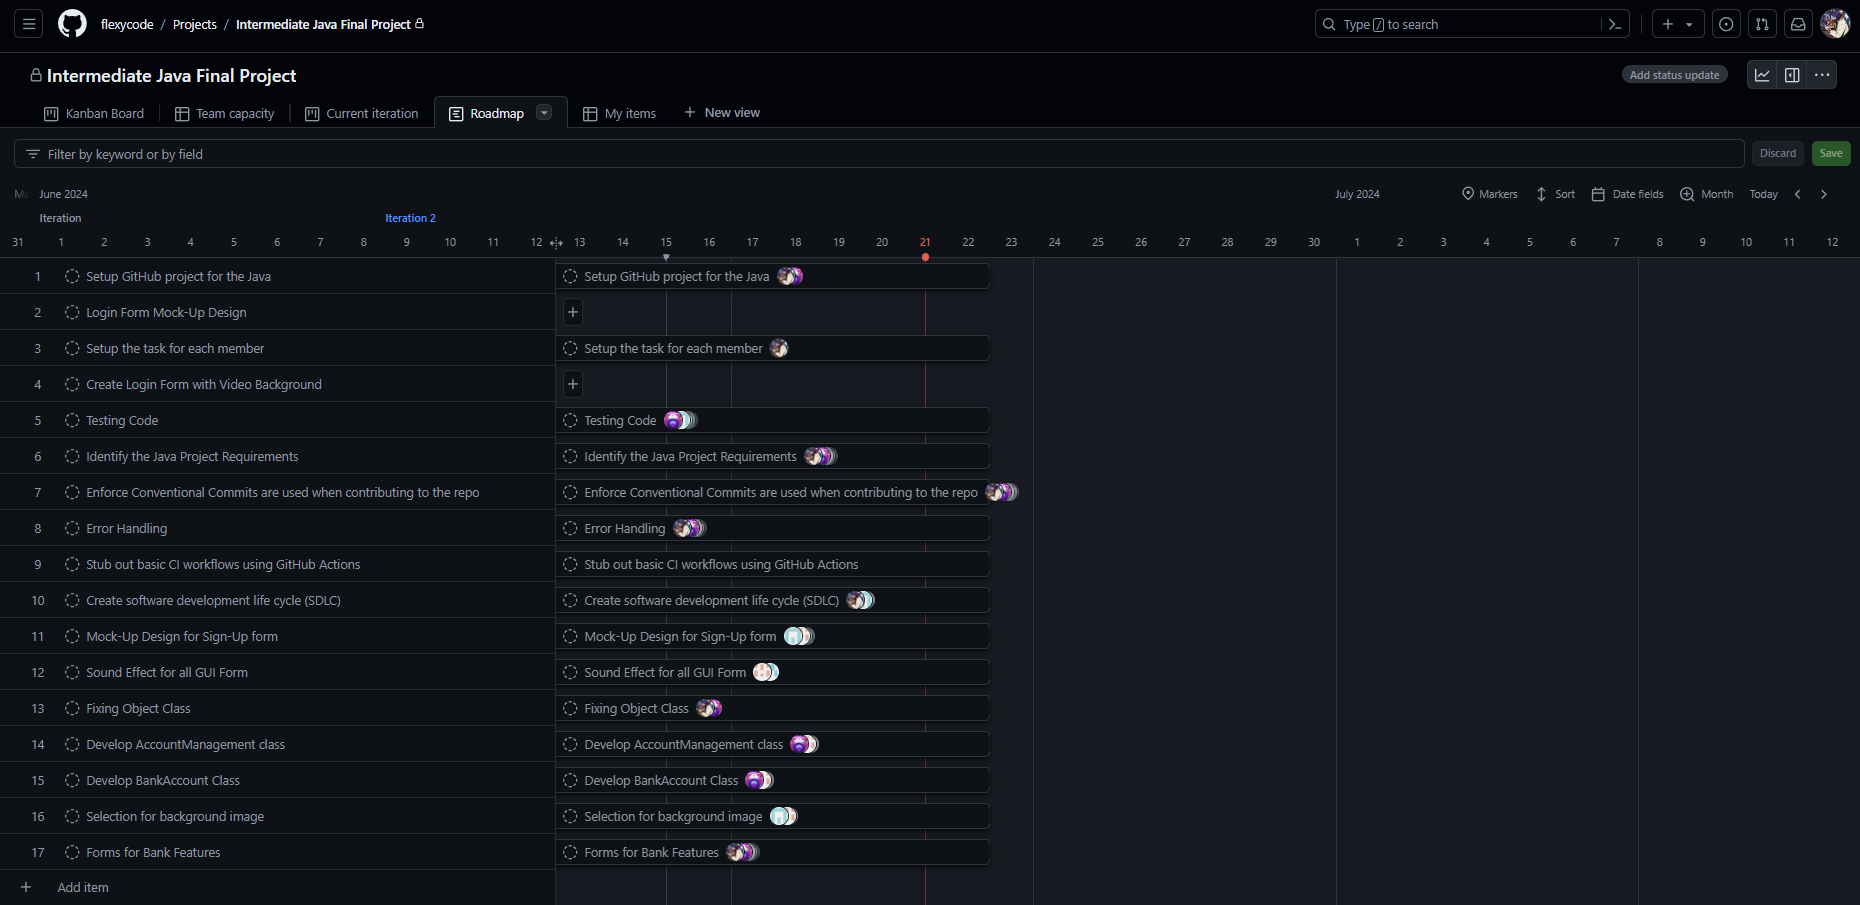 flexycode / Projects / Intermediate Java Final Project
Type / to search
Intermediate Java Final Project
Add status update
Kanban Board Team capacity Current iteration Roadmap My items + New view
Filter by keyword or by field
Discard Save
June 2024 July 2024 Markers Sort Date fields Month Today
Iteration Iteration 2
31 1 2 3 4 5 6 7 8 9 10 11 12 13 14 15 16 17 18 19 20 21 22 23 24 25 26 27 28 29 30 1 2 3 4 5 6 7 8 9 10 11 12
1 Setup GitHub project for the Java Setup GitHub project for the Java
2 Login Form Mock-Up Design +
3 Setup the task for each member Setup the task for each member
4 Create Login Form with Video Background +
5 Testing Code Testing Code
6 Identify the Java Project Requirements Identify the Java Project Requirements
7 Enforce Conventional Commits are used when contributing to the repo Enforce Conventional Commits are used when contributing to the repo
8 Error Handling Error Handling
9 Stub out basic CI workflows using GitHub Actions Stub out basic CI workflows using GitHub Actions
10 Create software development life cycle (SDLC) Create software development life cycle (SDLC)
11 Mock-Up Design for Sign-Up form Mock-Up Design for Sign-Up form
12 Sound Effect for all GUI Form Sound Effect for all GUI Form
13 Fixing Object Class Fixing Object Class
14 Develop AccountManagement class Develop AccountManagement class
15 Develop BankAccount Class Develop BankAccount Class
16 Selection for background image Selection for background image
17 Forms for Bank Features Forms for Bank Features
+ Add item